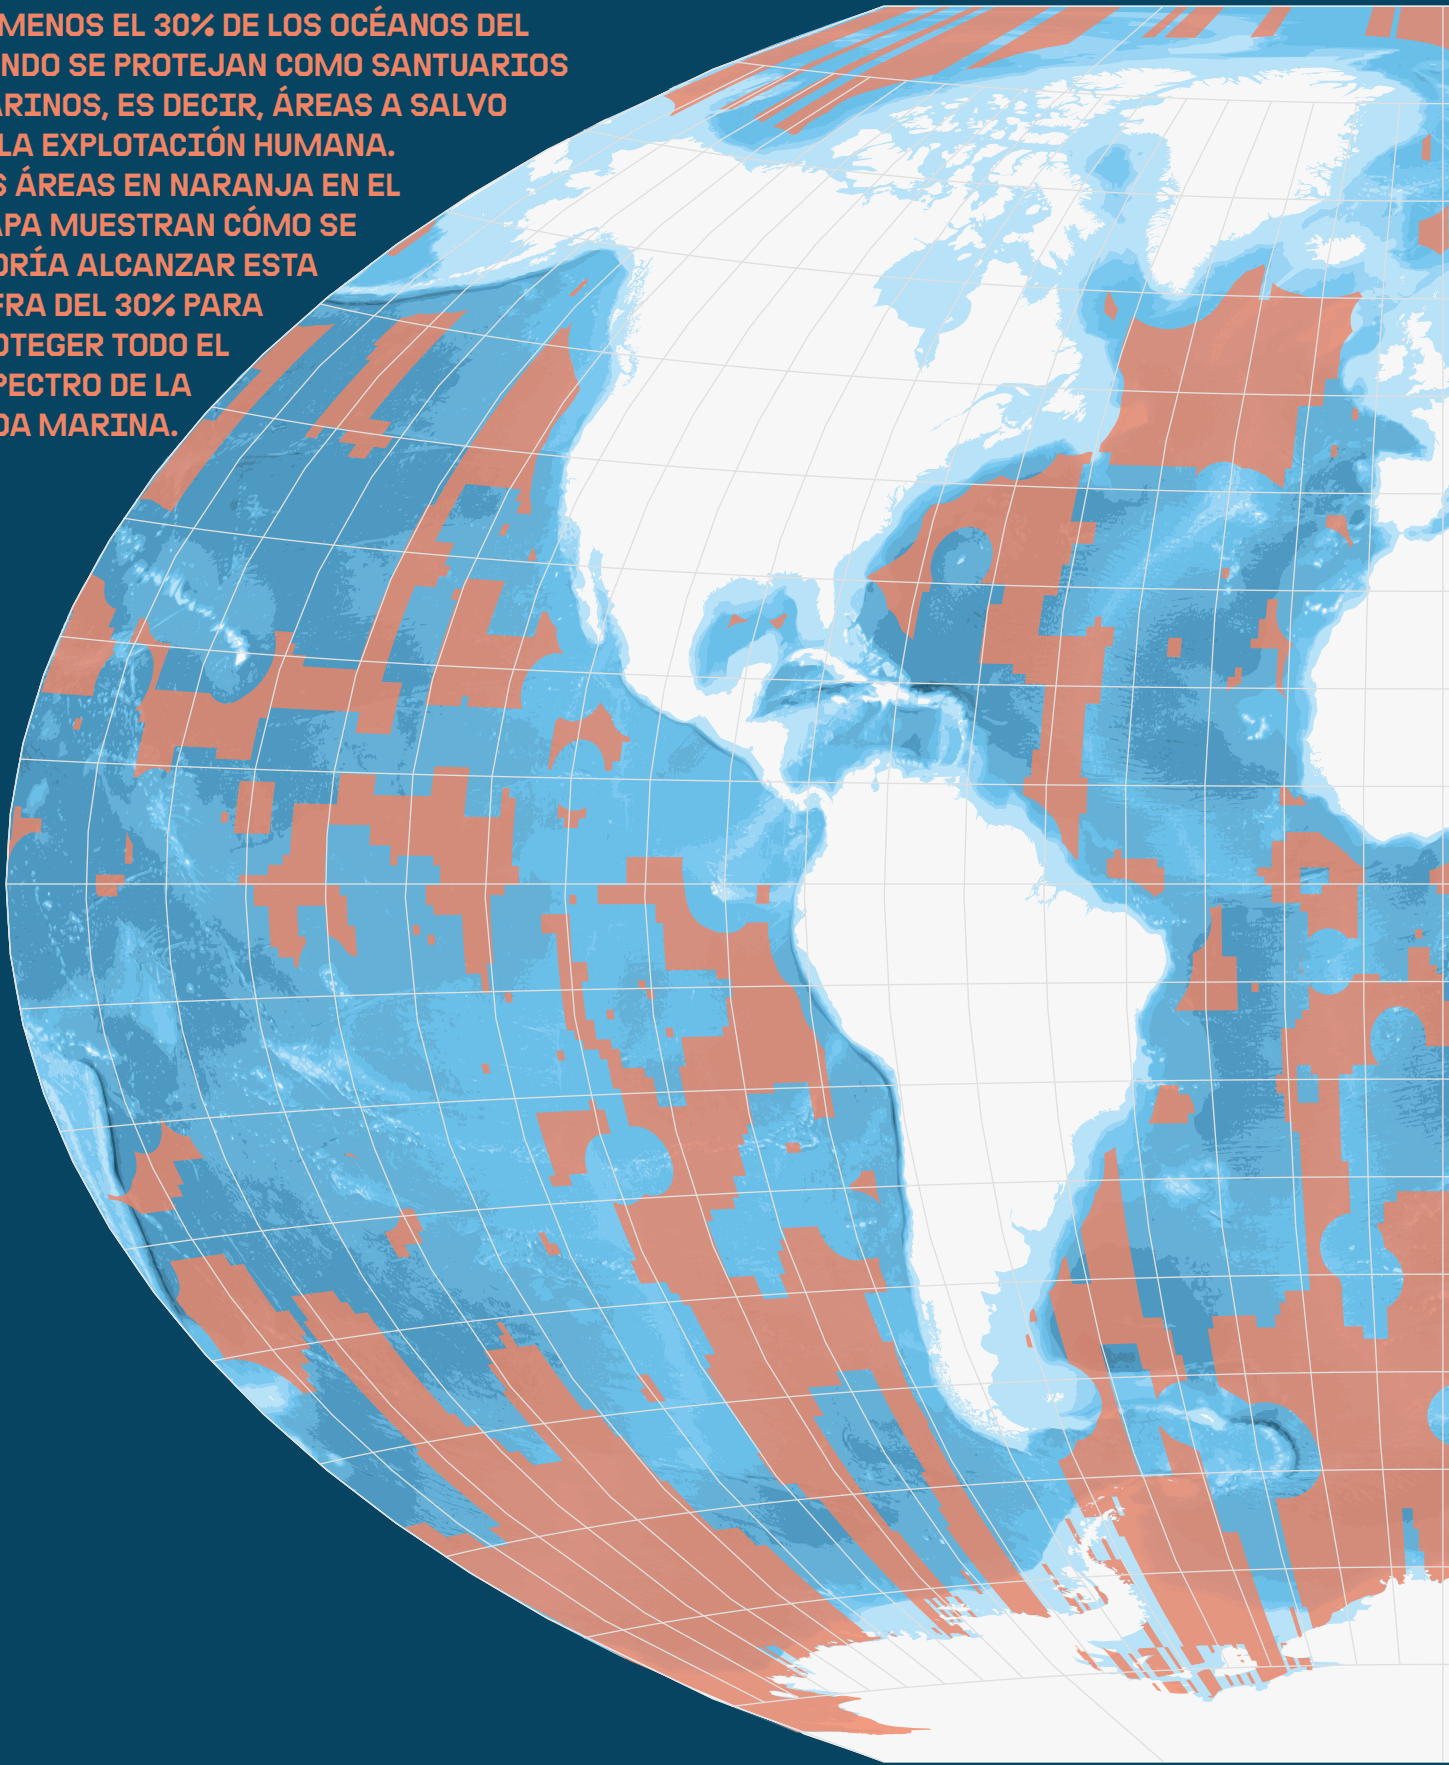 MENOS EL 30% DE LOS OCÉANOS DEL
NDO SE PROTEJAN COMO SANTUARIOS
ARINOS, ES DECIR, ÁREAS A SALVO
LA EXPLOTACIÓN HUMANA.
S ÁREAS EN NARANJA EN EL
APA MUESTRAN CÓMO SE
DRÍA ALCANZAR ESTA
FRA DEL 30% PARA
OTEGER TODO EL
PECTRO DE LA
DA MARINA.